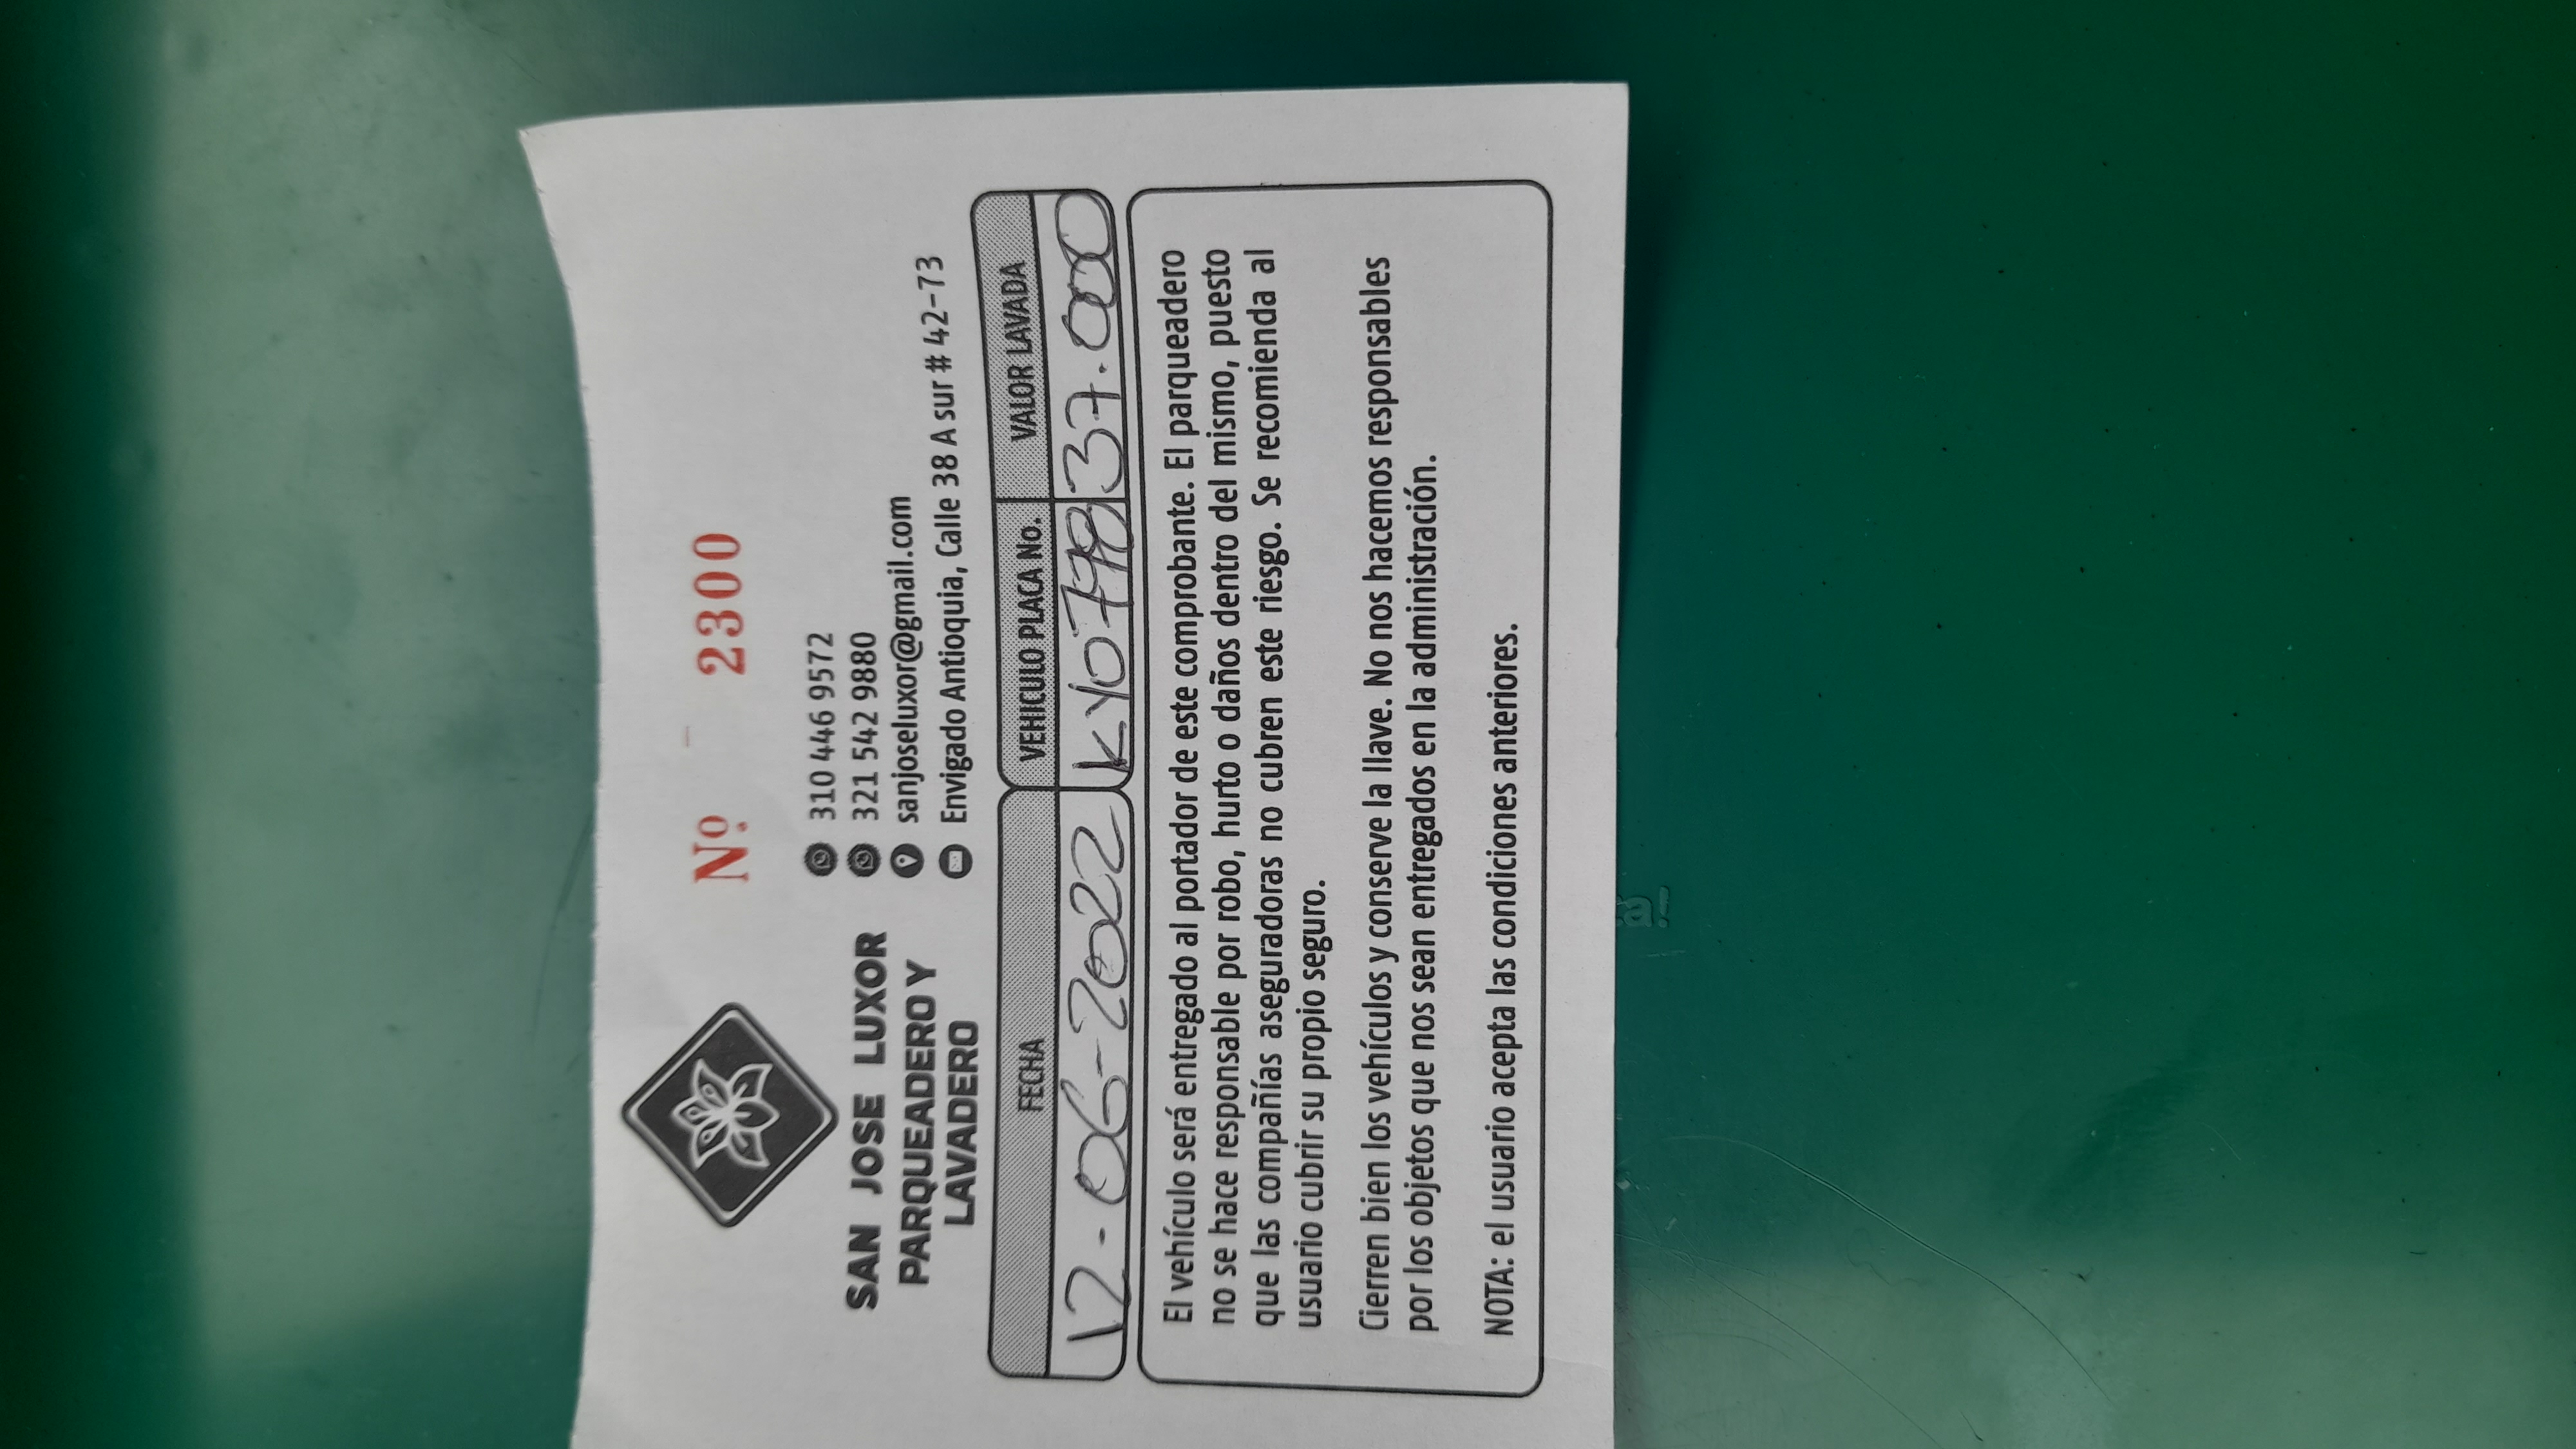 Nº 2300
SAN JOSE LUXOR
PARQUEADERO Y
LAVADERO
310 446 9572
321 542 9880
sanjoseluxor@gmail.com
Envigado Antioquia, Calle 38 A sur # 42-73
FECHA VEHICULO PLACA No. VALOR LAVADA
12-06-2022 KYO778 37.000
El vehículo será entregado al portador de este comprobante. El parqueadero
no se hace responsable por robo, hurto o daños dentro del mismo, puesto
que las compañías aseguradoras no cubren este riesgo. Se recomienda al
usuario cubrir su propio seguro.
Cierren bien los vehículos y conserve la llave. No nos hacemos responsables
por los objetos que nos sean entregados en la administración.
NOTA: el usuario acepta las condiciones anteriores.